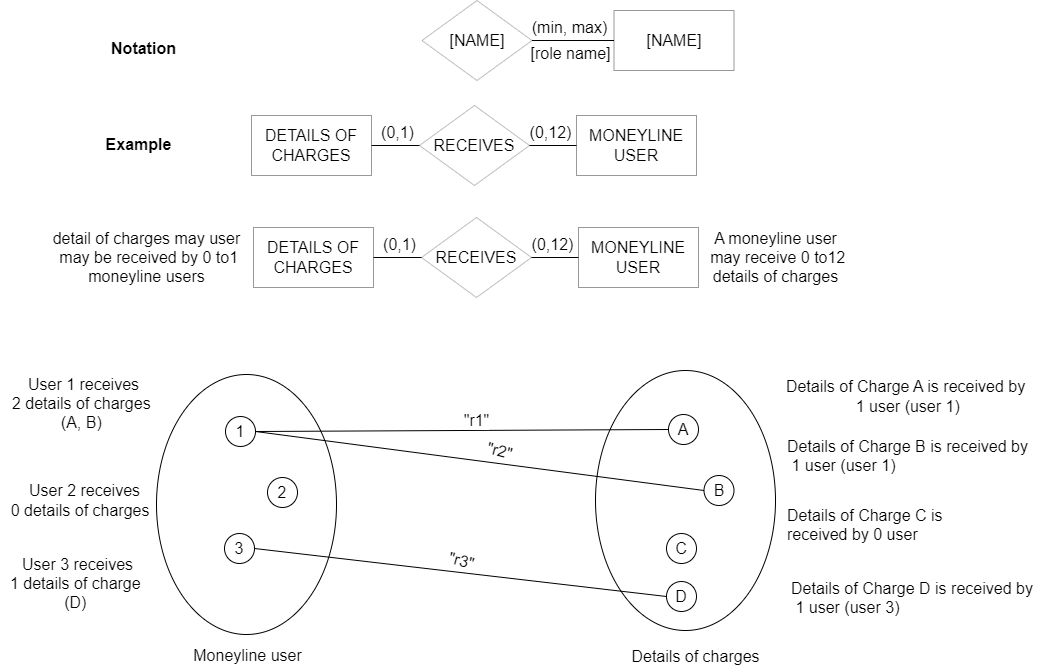 Notation
[NAME]
(min, max)
[role name]
[NAME]
Example
DETAILS OF
CHARGES
(0,1)
RECEIVES
(0,12)
MONEYLINE
USER
detail of charges may user
may be received by 0 to1
moneyline users
DETAILS OF
CHARGES
(0,1)
RECEIVES
(0,12)
MONEYLINE
USER
A moneyline user
may receive 0 to12
details of charges
User 1 receives
2 details of charges
(A, B)
User 2 receives
0 details of charges
User 3 receives
1 details of charge
(D)
1
2
3
"r1"
"r2"
"r3"
A
B
C
D
Details of Charge A is received by
1 user (user 1)
Details of Charge B is received by
1 user (user 1)
Details of Charge C is
received by 0 user
Details of Charge D is received by
1 user (user 3)
Moneyline user
Details of charges